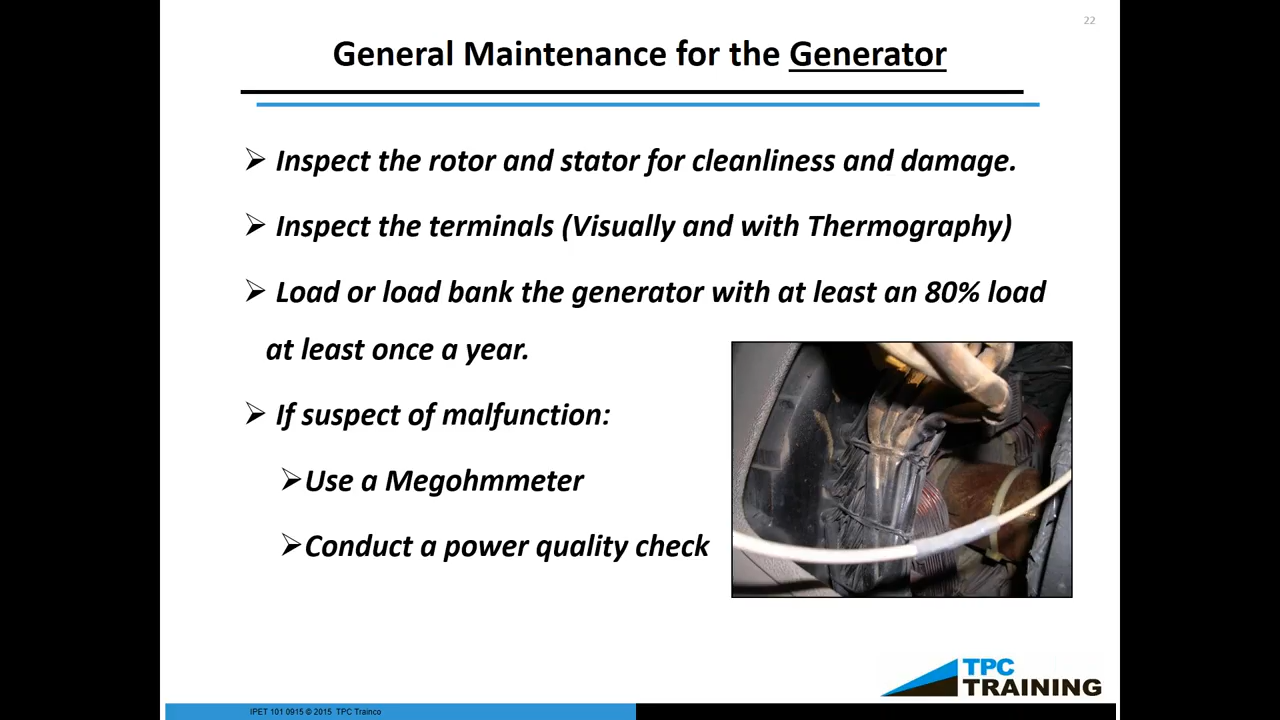 22
General Maintenance for the Generator
Inspect the rotor and stator for cleanliness and damage.
Inspect the terminals (Visually and with Thermography)
Load or load bank the generator with at least an 80% load
at least once a year.
If suspect of malfunction:
Use a Megohmmeter
Conduct a power quality check
TPC
TRAINING
IPET 101 0915 © 2015 TPC Trainco